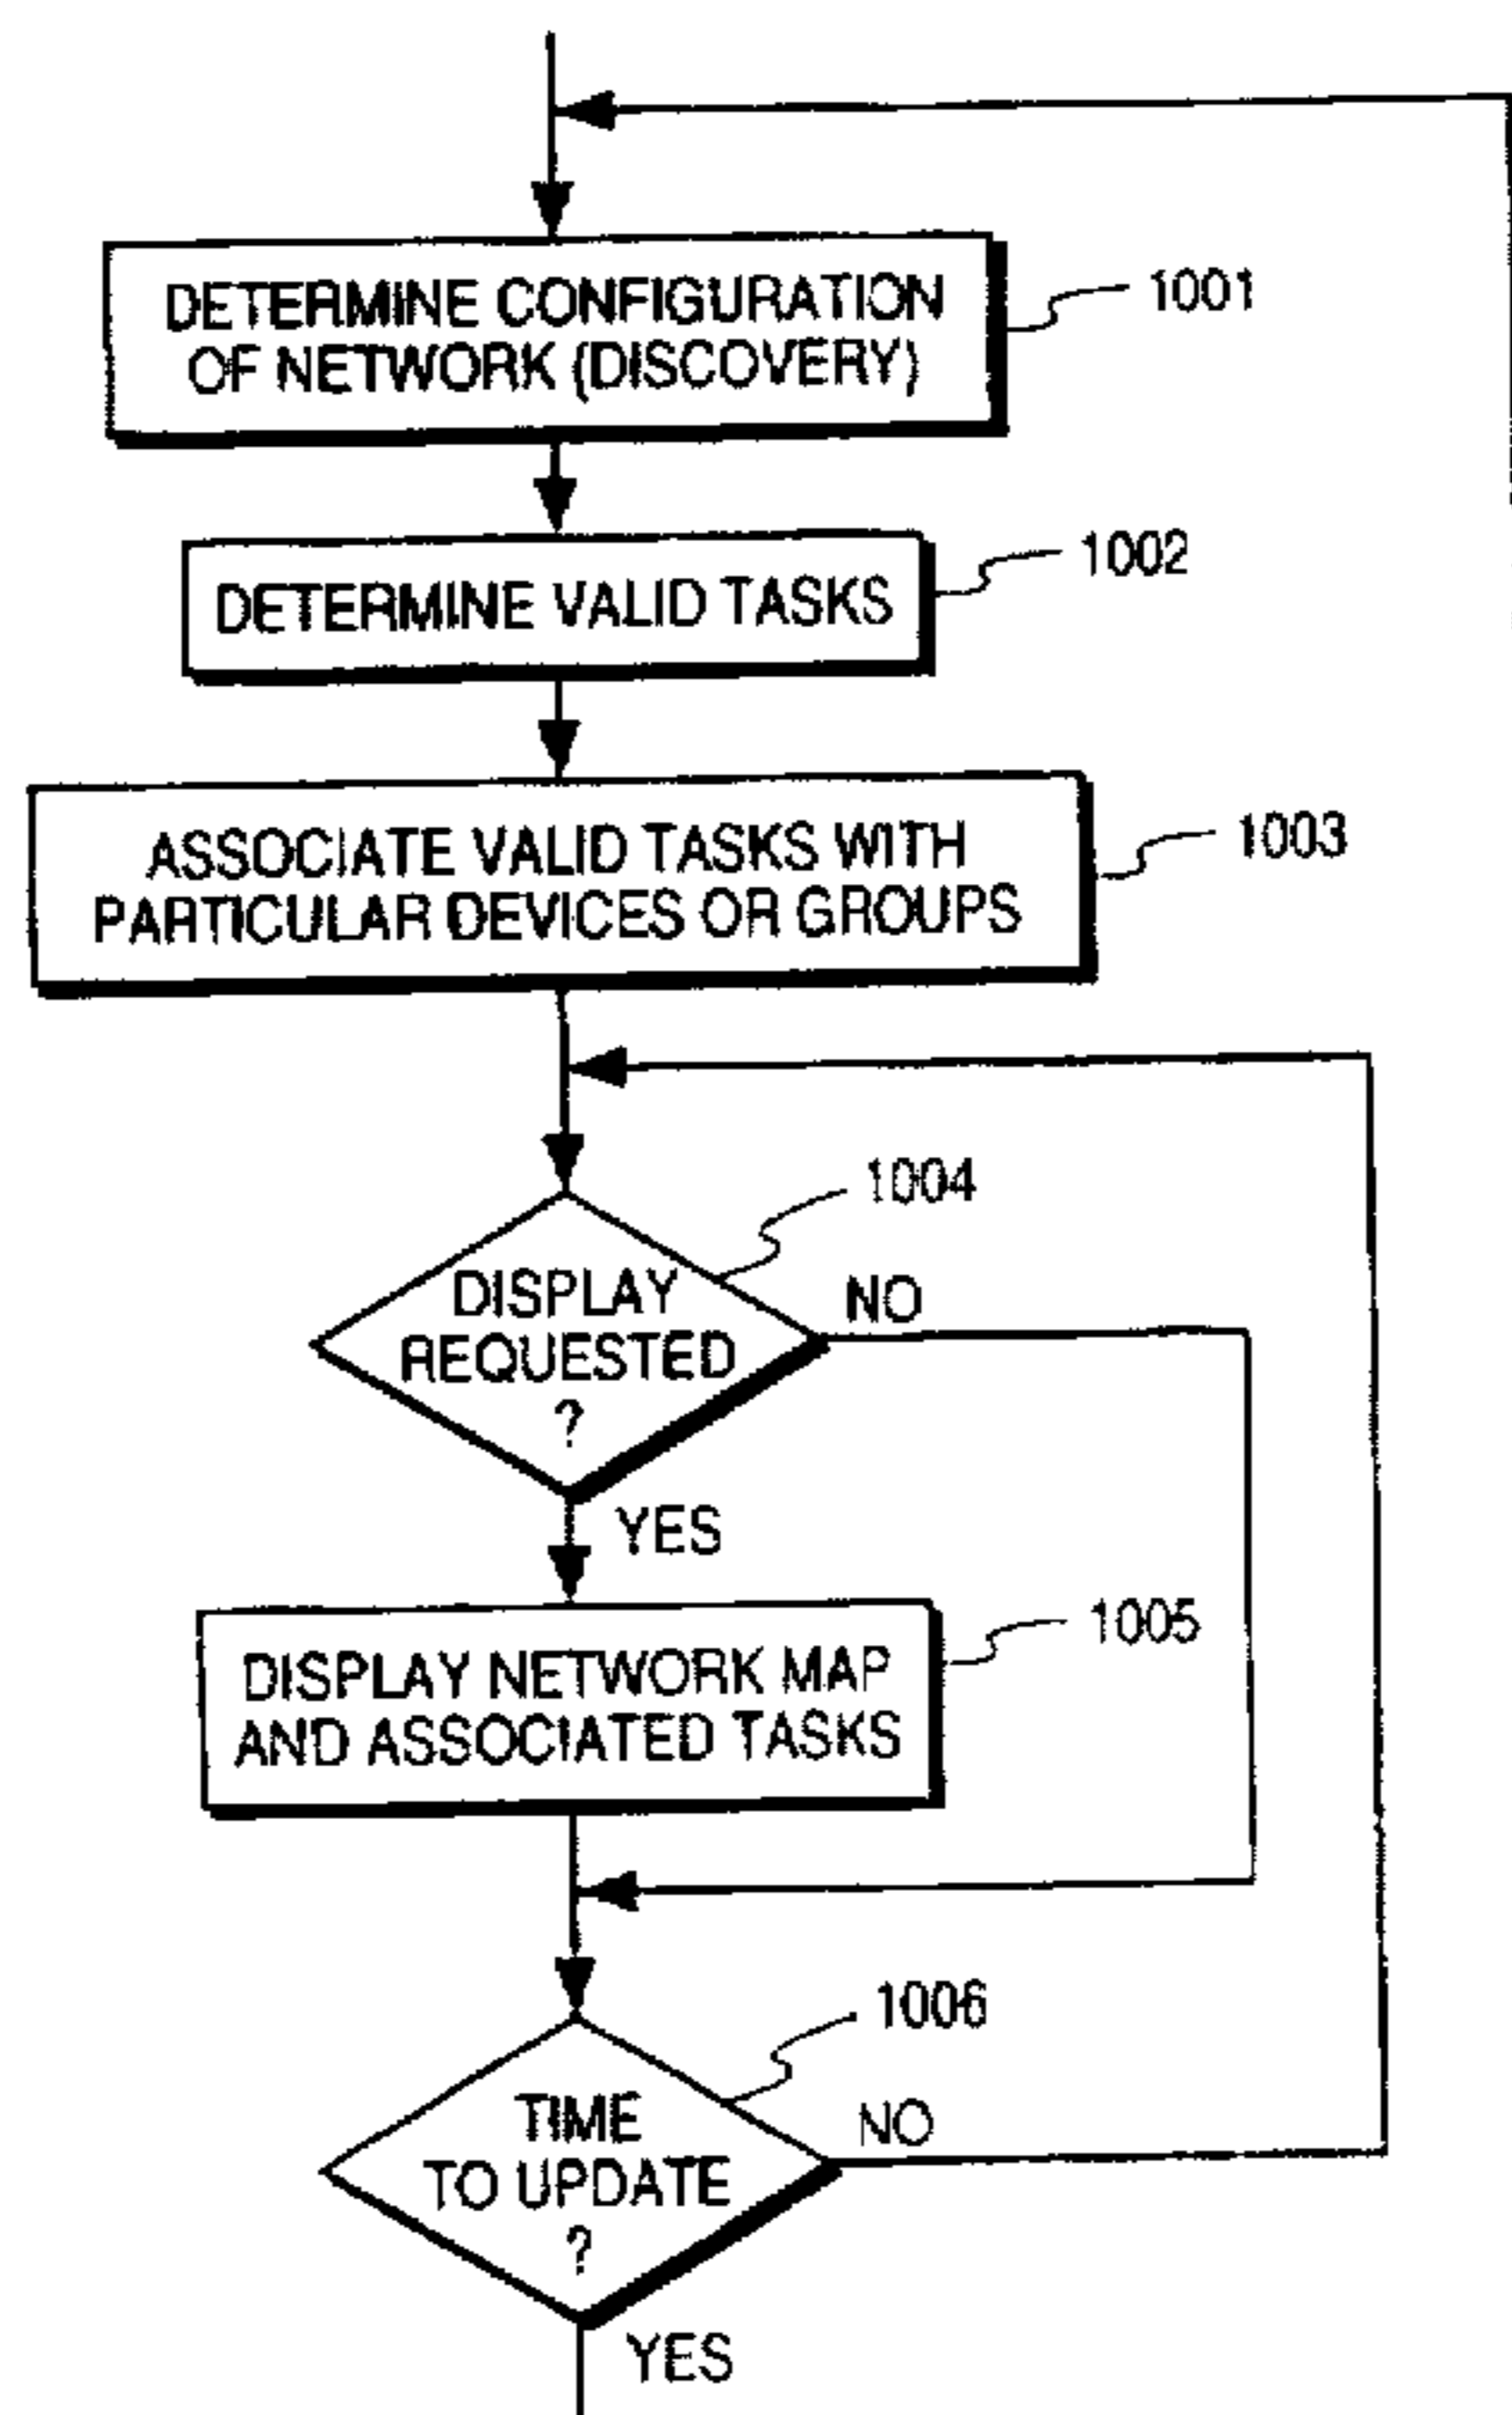 DETERMINE CONFIGURATION
OF NETWORK (DISCOVERY)
1001
DETERMINE VALID TASKS
1002
ASSOCIATE VALID TASKS WITH
PARTICULAR DEVICES OR GROUPS
1003
1004
DISPLAY
REQUESTED
?
NO
YES
DISPLAY NETWORK MAP
AND ASSOCIATED TASKS
1005
1006
TIME
TO UPDATE
?
NO
YES